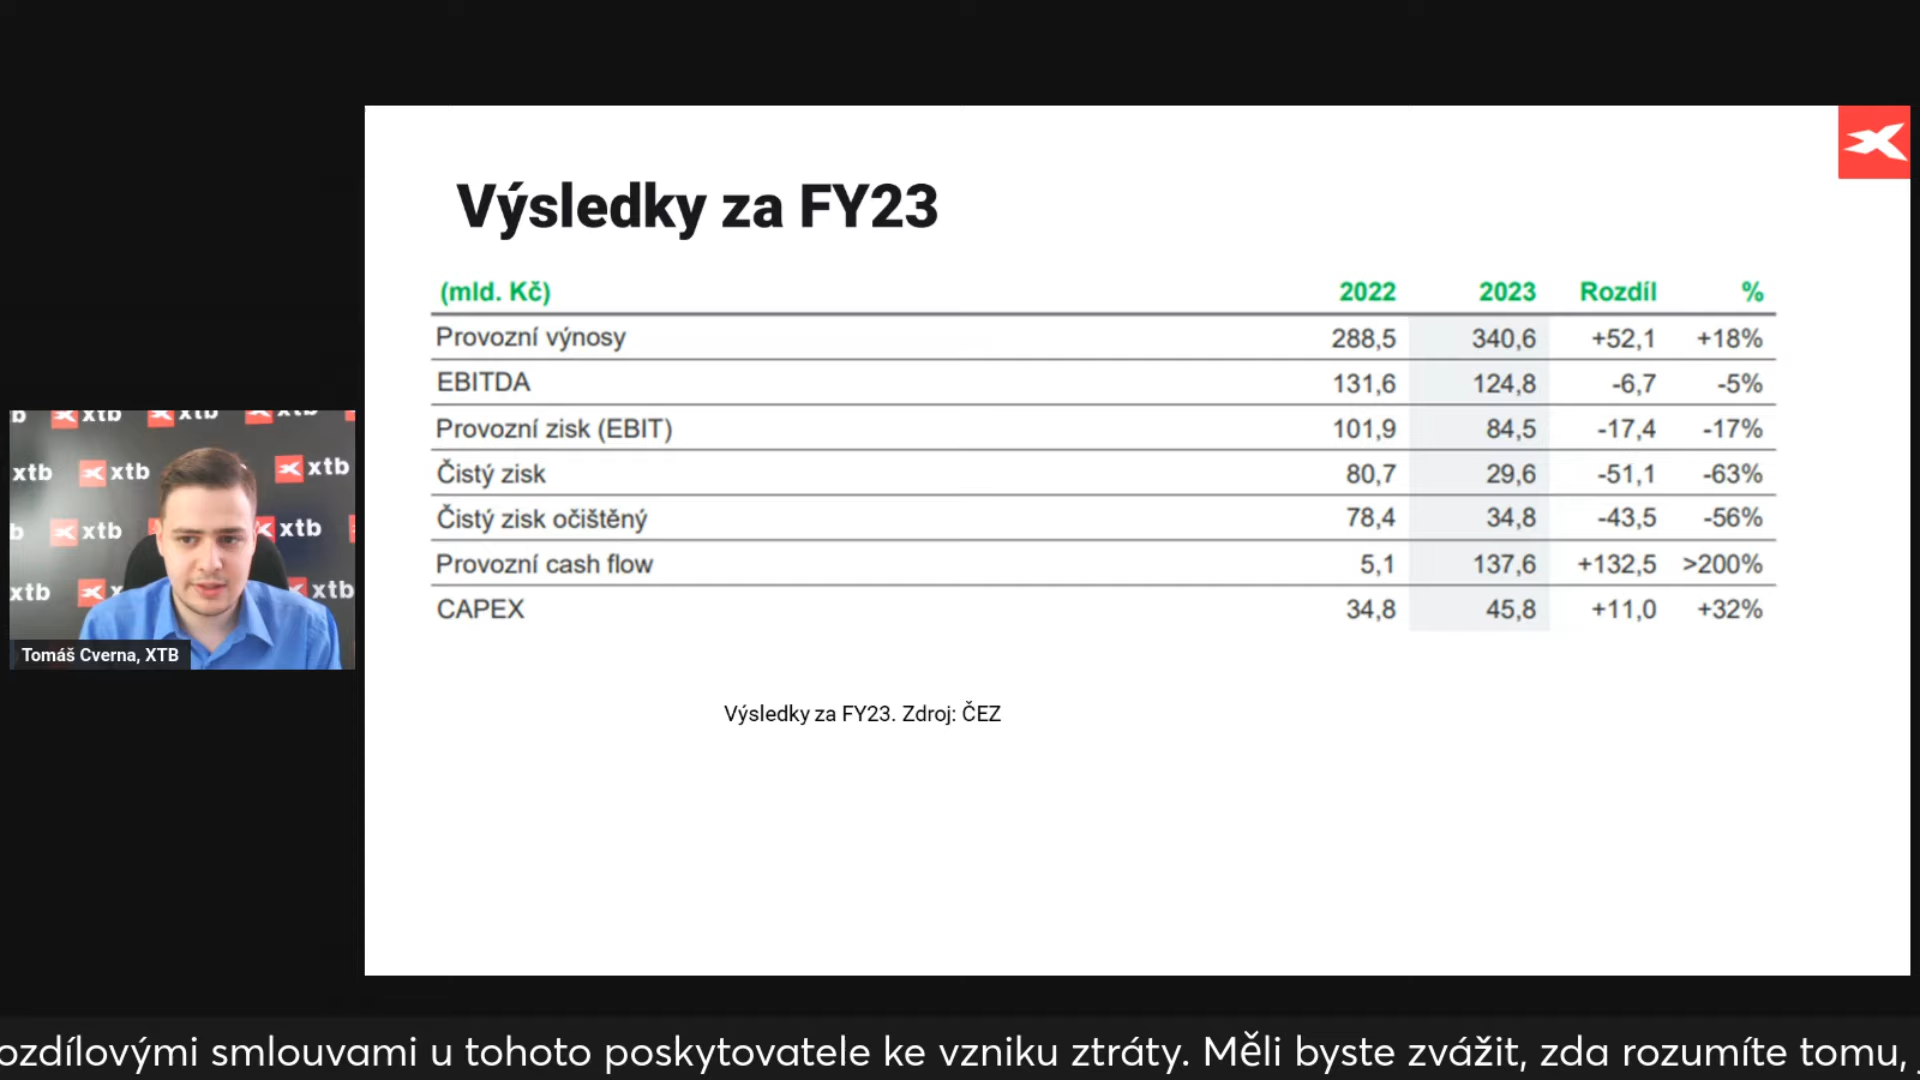 Výsledky za FY23
(mld. Kč) 2022 2023 Rozdíl %
Provozní výnosy 288,5 340,6 +52,1 +18%
EBITDA 131,6 124,8 -6,7 -5%
Provozní zisk (EBIT) 101,9 84,5 -17,4 -17%
Čistý zisk 80,7 29,6 -51,1 -63%
Čistý zisk očištěný 78,4 34,8 -43,5 -56%
Provozní cash flow 5,1 137,6 +132,5 >200%
CAPEX 34,8 45,8 +11,0 +32%
Výsledky za FY23. Zdroj: ČEZ
xtb xtb
xtb xtb xtb
xtb xtb
xtb xtb
Tomáš Cverna, XTB
ozdílovými smlouvami u tohoto poskytovatele ke vzniku ztráty. Měli byste zvážit, zda rozumíte tomu,